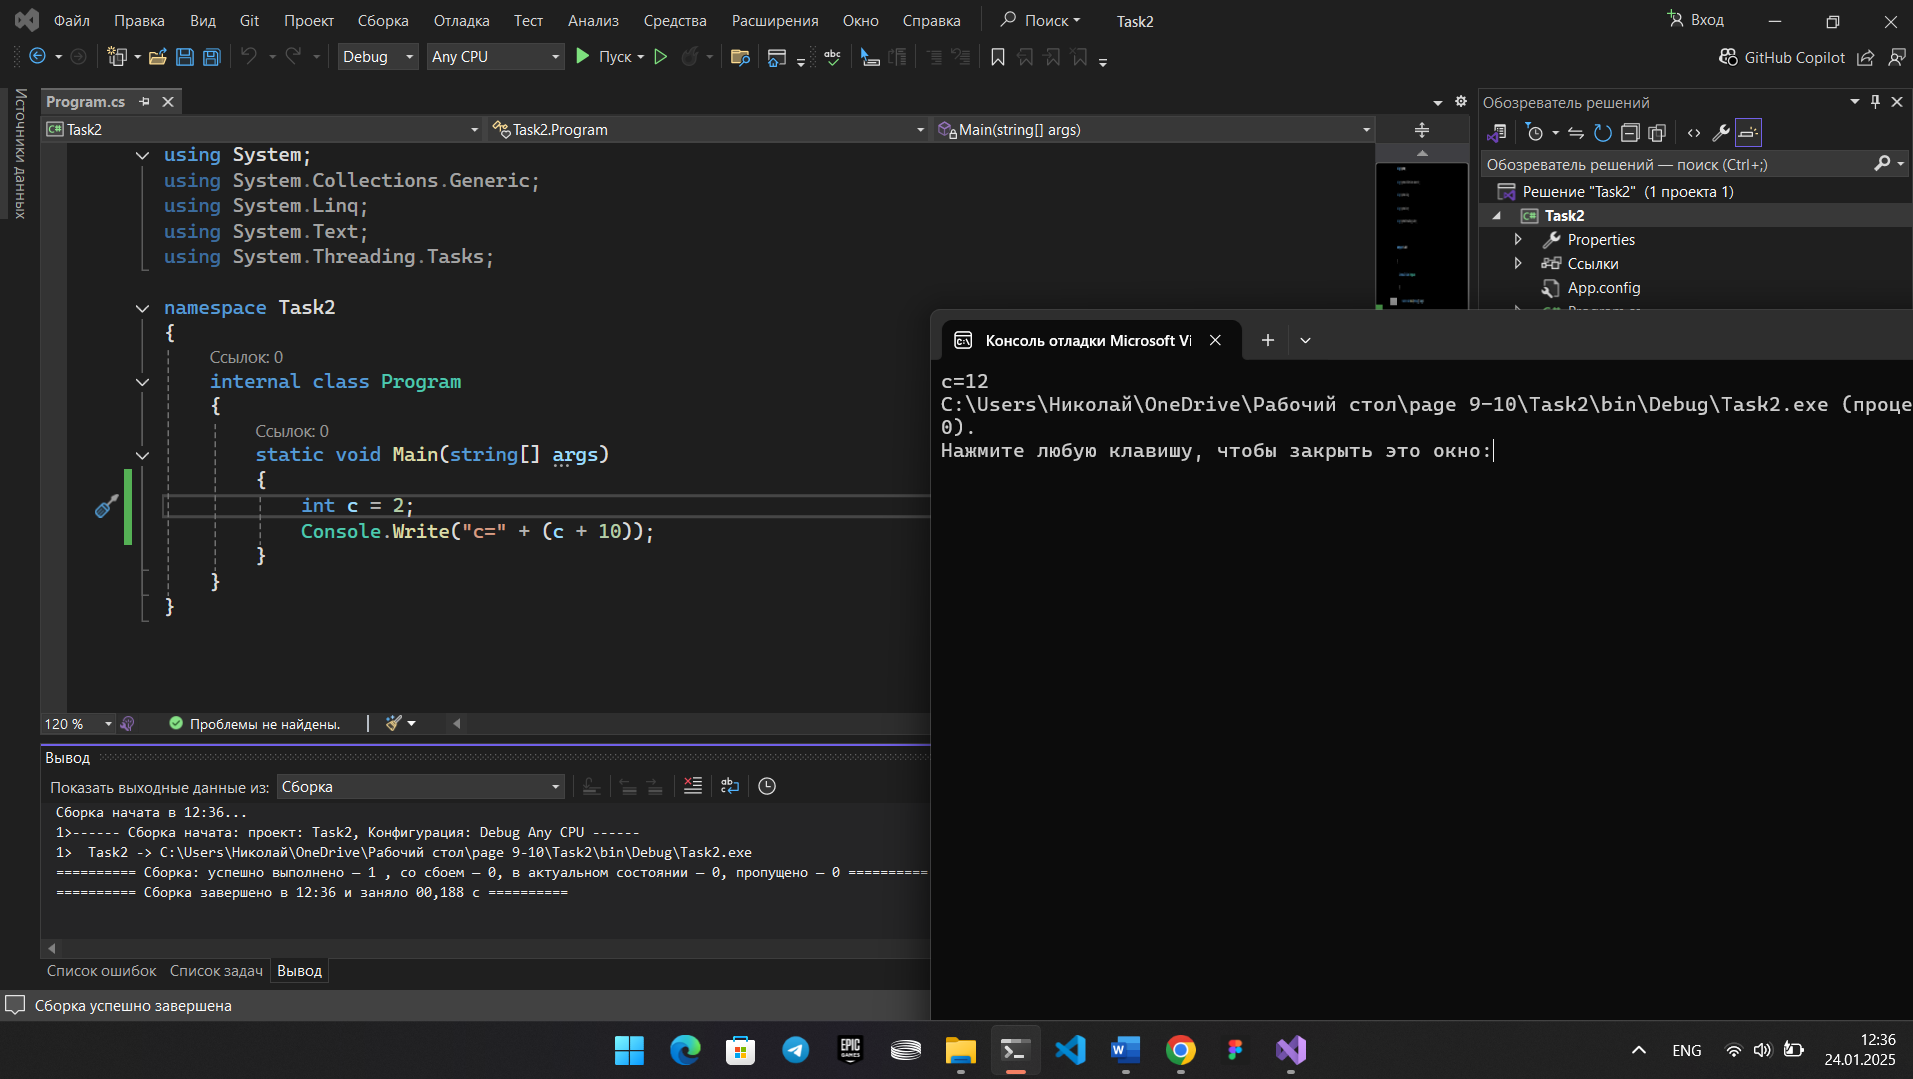 Файл Правка Вид Git Проект Сборка Отладка Тест Анализ Средства Расширения Окно Справка Поиск Task2 Вход
Debug Any CPU Пуск GitHub Copilot
Источники данных
Program.cs
Task2 Task2.Program Main(string[] args)
using System;
using System.Collections.Generic;
using System.Linq;
using System.Text;
using System.Threading.Tasks;
namespace Task2
{
Ссылок: 0
internal class Program
{
Ссылок: 0
static void Main(string[] args)
{
int c = 2;
Console.Write("c=" + (c + 10));
}
}
}
120 % Проблемы не найдены.
Вывод
Показать выходные данные из: Сборка
Сборка начата в 12:36...
1>------ Сборка начата: проект: Task2, Конфигурация: Debug Any CPU ------
1> Task2 -> C:\Users\Николай\OneDrive\Рабочий стол\page 9-10\Task2\bin\Debug\Task2.exe
========== Сборка: успешно выполнено — 1 , со сбоем — 0, в актуальном состоянии — 0, пропущено — 0 ==========
========== Сборка завершено в 12:36 и заняло 00,188 с ==========
Список ошибок Список задач Вывод
Сборка успешно завершена
Обозреватель решений
Обозреватель решений — поиск (Ctrl+;)
Решение "Task2" (1 проекта 1)
Task2
Properties
Ссылки
App.config
Консоль отладки Microsoft Vi
c=12
C:\Users\Николай\OneDrive\Рабочий стол\page 9-10\Task2\bin\Debug\Task2.exe (проце
0).
Нажмите любую клавишу, чтобы закрыть это окно:
EPIC GAMES
ENG
12:36
24.01.2025